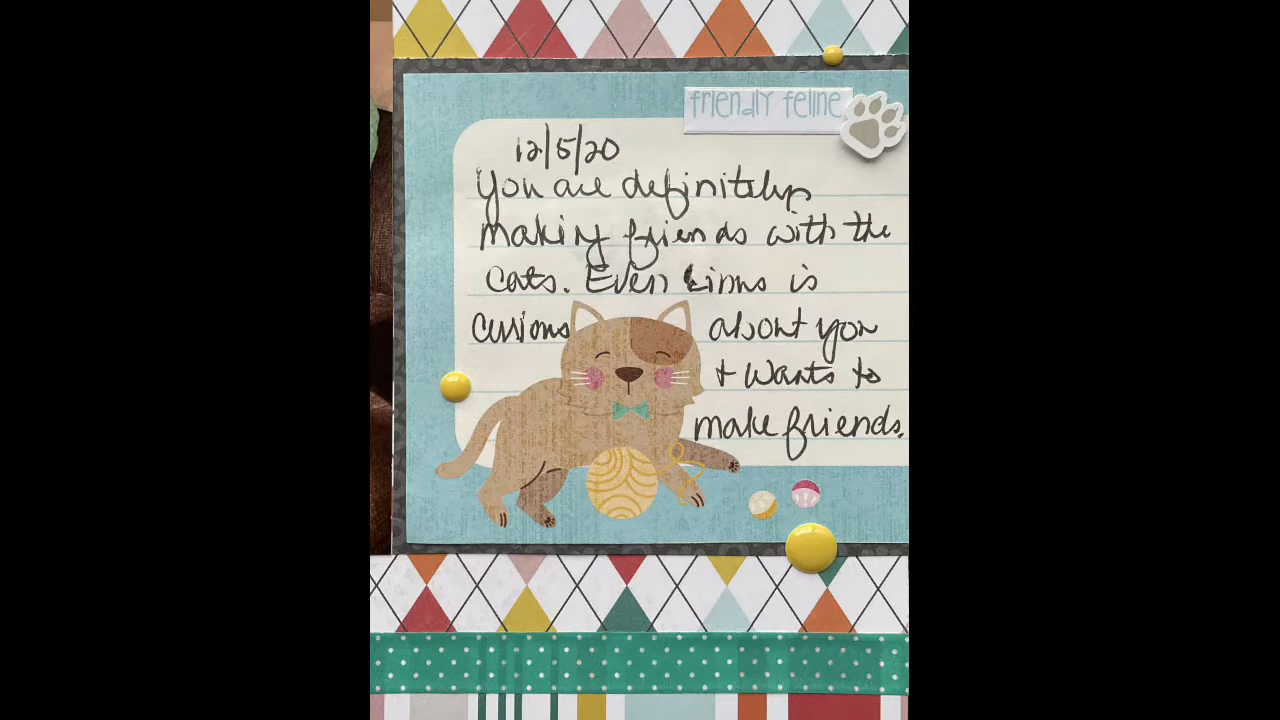 friendly feline
12/5/20
You are definitely
making friends with the
cats. Even is
curious about you
+ wants to
make friends.